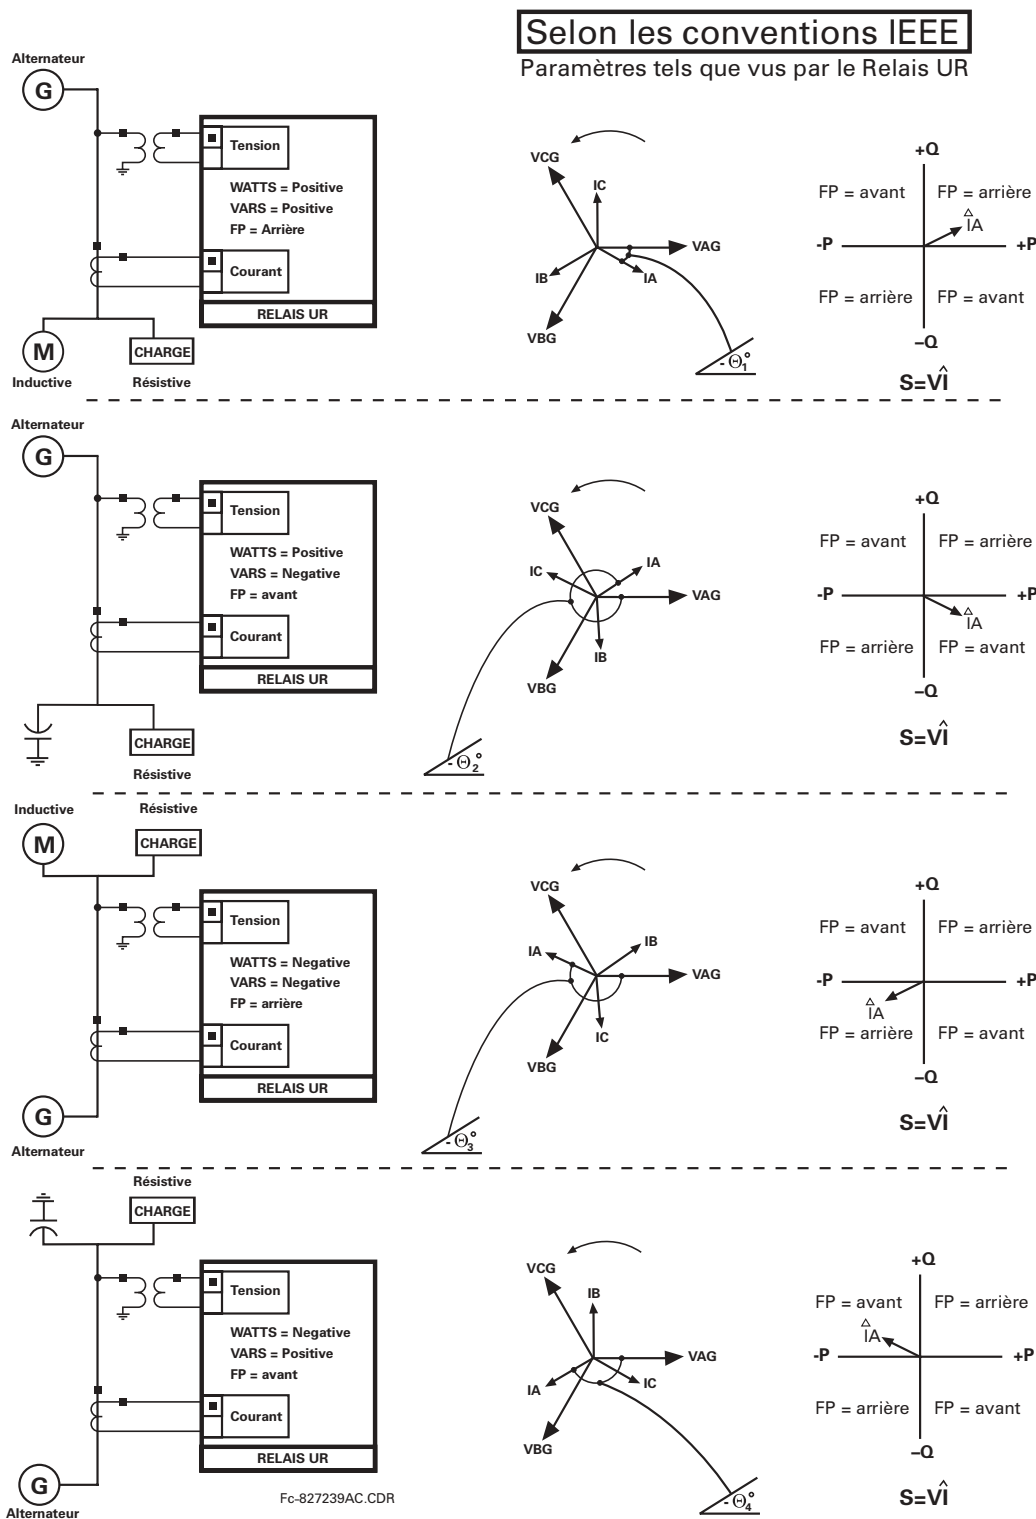 Selon les conventions IEEE
Paramètres tels que vus par le Relais UR
Alternateur
G
Tension
WATTS = Positive
VARS = Positive
FP = Arrière
Courant
RELAIS UR
M
Inductive
CHARGE
Résistive
VCG
IC
VAG
IB
IA
VBG
- Θ1°
+Q
FP = avant
FP = arrière
IA
-P
+P
FP = arrière
FP = avant
–Q
S=VÎ
Alternateur
G
Tension
WATTS = Positive
VARS = Negative
FP = avant
Courant
RELAIS UR
CHARGE
Résistive
VCG
IC
IA
VAG
IB
VBG
- Θ2°
+Q
FP = avant
FP = arrière
-P
+P
IA
FP = arrière
FP = avant
–Q
S=VÎ
Inductive
Résistive
M
CHARGE
Tension
WATTS = Negative
VARS = Negative
FP = arrière
Courant
RELAIS UR
G
Alternateur
VCG
IA
IB
VAG
IC
VBG
- Θ3°
+Q
FP = avant
FP = arrière
-P
+P
IA
FP = arrière
FP = avant
–Q
S=VÎ
Résistive
CHARGE
Tension
WATTS = Negative
VARS = Positive
FP = avant
Courant
RELAIS UR
G
Alternateur
Fc-827239AC.CDR
VCG
IB
VAG
IA
IC
VBG
- Θ4°
+Q
FP = avant
FP = arrière
IA
-P
+P
FP = arrière
FP = avant
–Q
S=VÎ